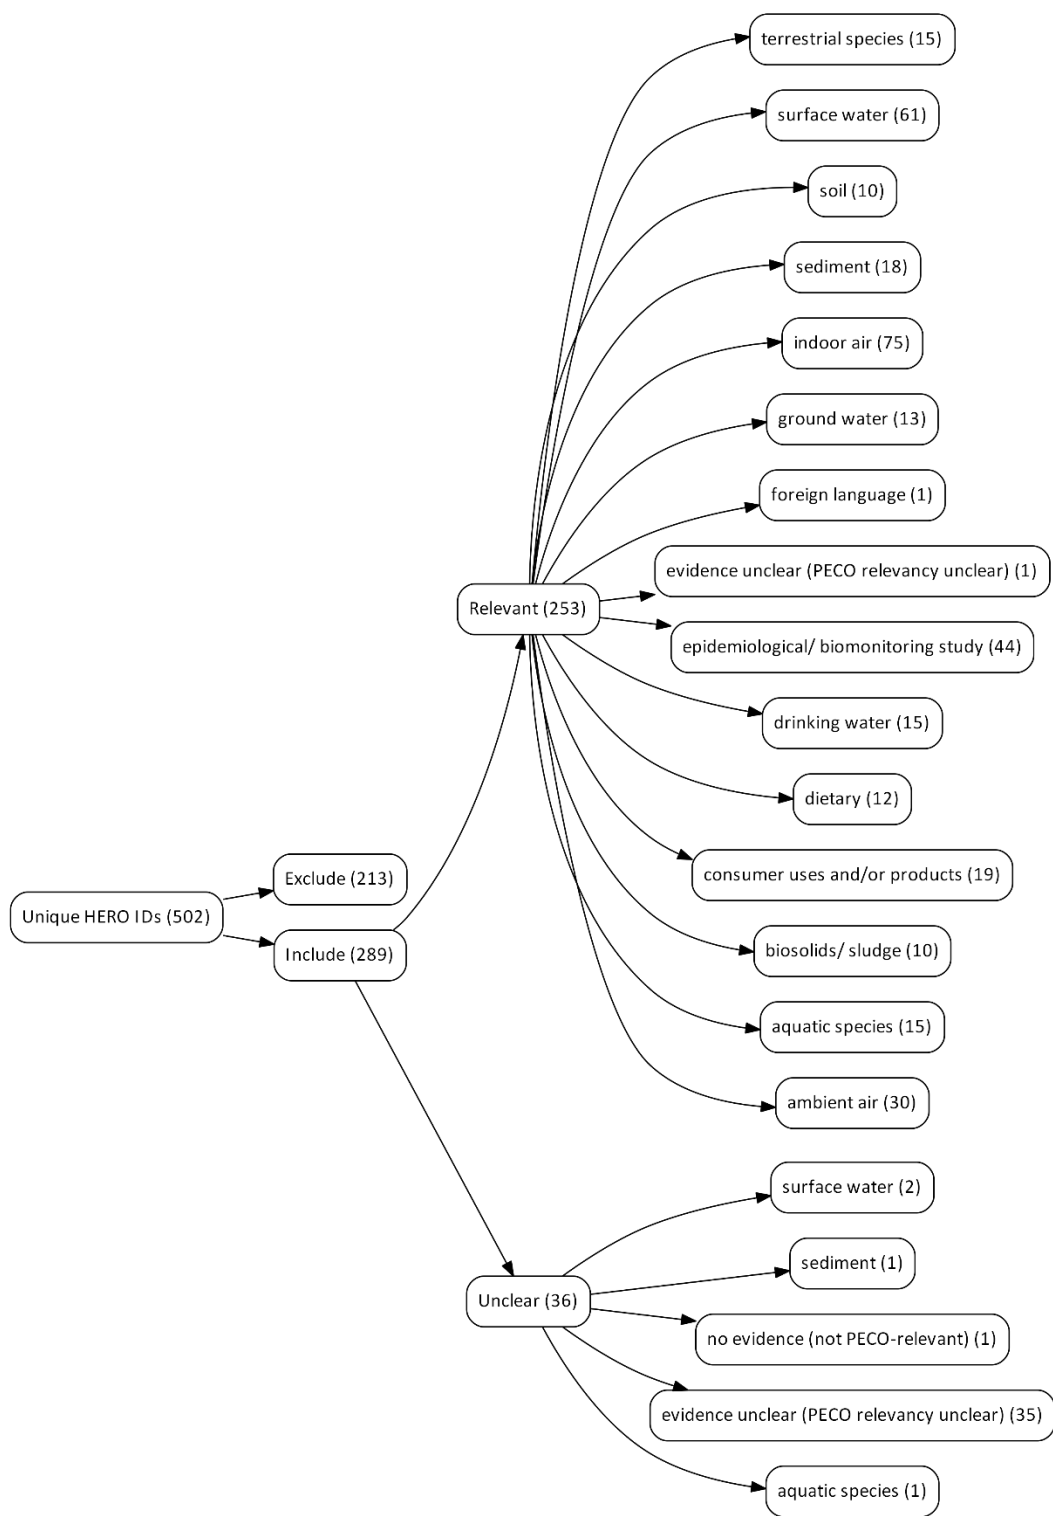 terrestrial species (15)
surface water (61)
soil (10)
sediment (18)
indoor air (75)
ground water (13)
foreign language (1)
evidence unclear (PECO relevancy unclear) (1)
Relevant (253)
epidemiological/ biomonitoring study (44)
drinking water (15)
dietary (12)
consumer uses and/or products (19)
Exclude (213)
Unique HERO IDs (502)
Include (289)
biosolids/ sludge (10)
aquatic species (15)
ambient air (30)
surface water (2)
sediment (1)
Unclear (36)
no evidence (not PECO-relevant) (1)
evidence unclear (PECO relevancy unclear) (35)
aquatic species (1)